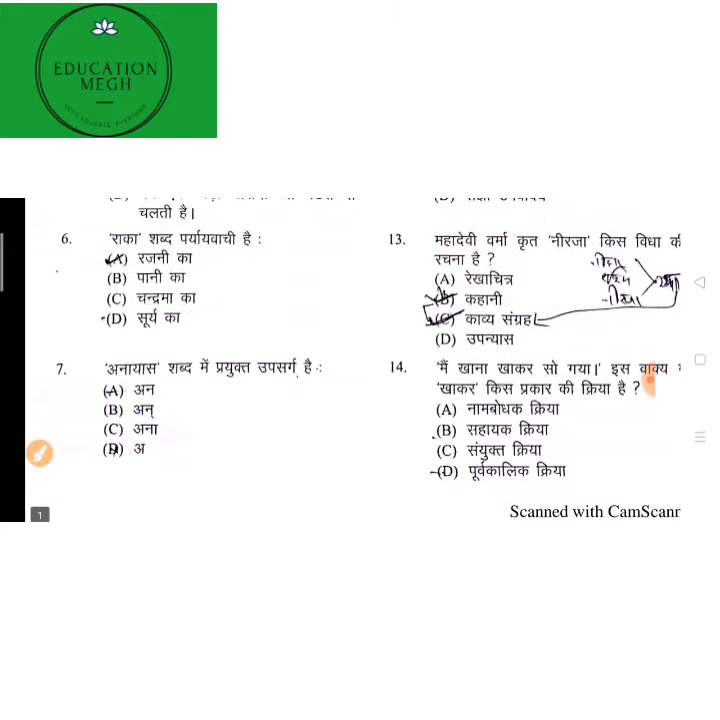 EDUCATION
MEGH
चलती है।
6. 'राका' शब्द पर्यायवाची है :
(A) रजनी का
(B) पानी का
(C) चन्द्रमा का
(D) सूर्य का
7. 'अनायास' शब्द में प्रयुक्त उपसर्ग है :
(A) अन
(B) अन्
(C) अना
(D) अ
13. महादेवी वर्मा कृत 'नीरजा' किस विधा की
रचना है ?
(A) रेखाचित्र
(B) कहानी
(C) काव्य संग्रह
(D) उपन्यास
14. 'मैं खाना खाकर सो गया।' इस वाक्य
'खाकर' किस प्रकार की क्रिया है ?
(A) नामबोधक क्रिया
(B) सहायक क्रिया
(C) संयुक्त क्रिया
(D) पूर्वकालिक क्रिया
1
Scanned with CamScanr